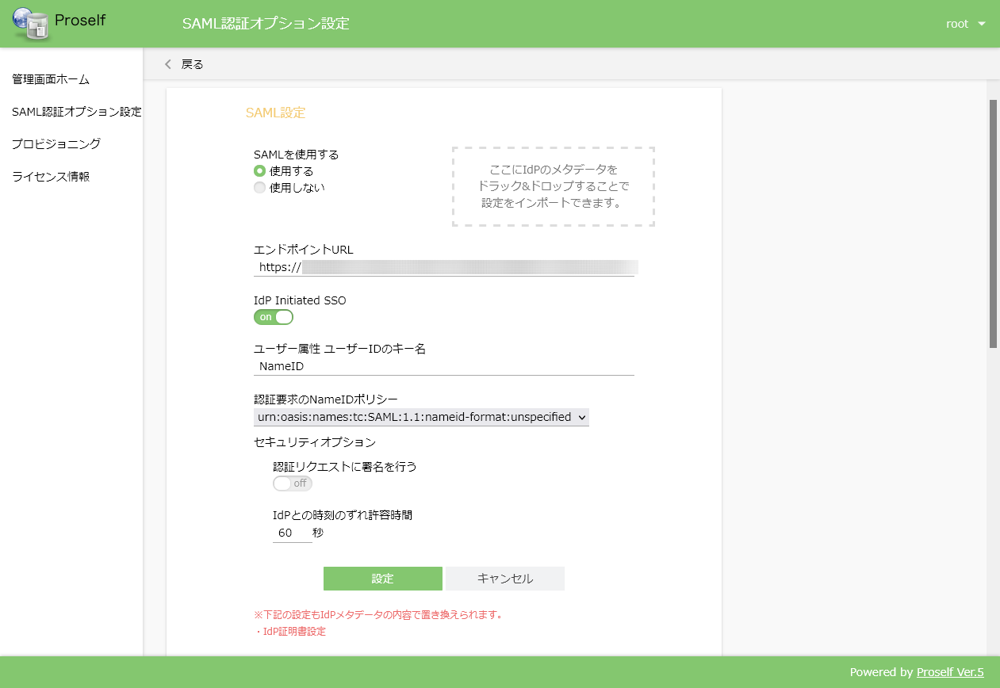 Proself
SAML認証オプション設定
root
管理画面ホーム
SAML認証オプション設定
プロビジョニング
ライセンス情報
戻る
SAML設定
SAMLを使用する
使用する
使用しない
ここにIdPのメタデータを
ドラック&ドロップすることで
設定をインポートできます。
エンドポイントURL
https://
IdP Initiated SSO
on
ユーザー属性 ユーザーIDのキー名
NameID
認証要求のNameIDポリシー
urn:oasis:names:tc:SAML:1.1:nameid-format:unspecified
セキュリティオプション
認証リクエストに署名を行う
off
IdPとの時刻のずれ許容時間
60 秒
設定
キャンセル
※下記の設定もIdPメタデータの内容で置き換えられます。
・IdP証明書設定
Powered by Proself Ver.5